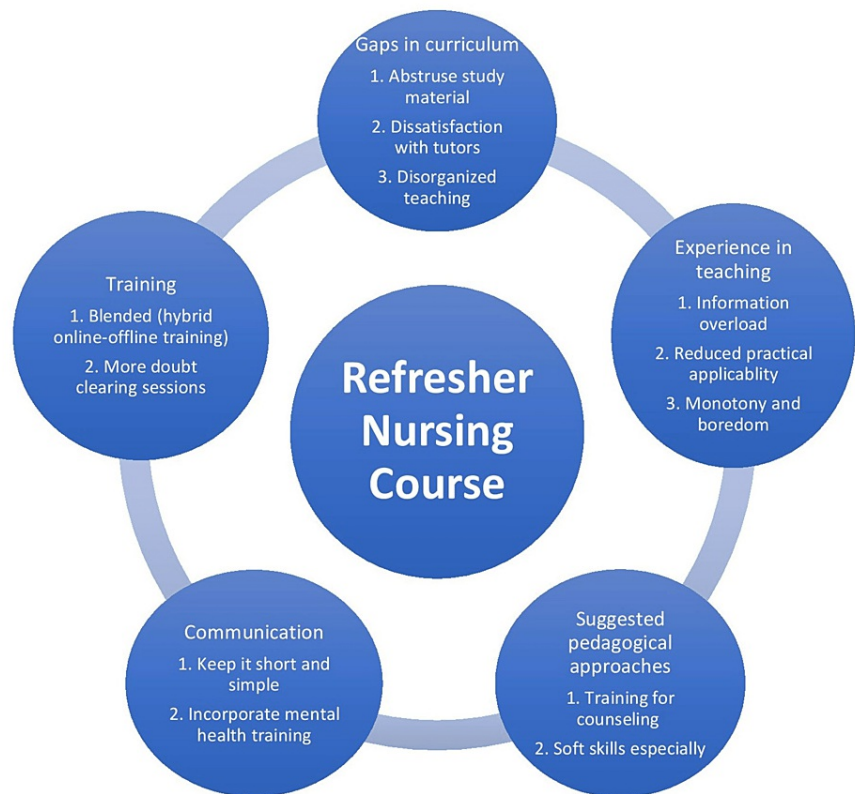 Gaps in curriculum
1. Abstruse study
material
2. Dissatisfaction
with tutors
3. Disorganized
teaching
Experience in
teaching
1. Information
overload
2. Reduced practical
applicablity
3. Monotony and
boredom
Suggested
pedagogical
approaches
1. Training for
counseling
2. Soft skills especially
Communication
1. Keep it short and
simple
2. Incorporate mental
health training
Training
1. Blended (hybrid
online-offline training)
2. More doubt
clearing sessions
Refresher
Nursing
Course